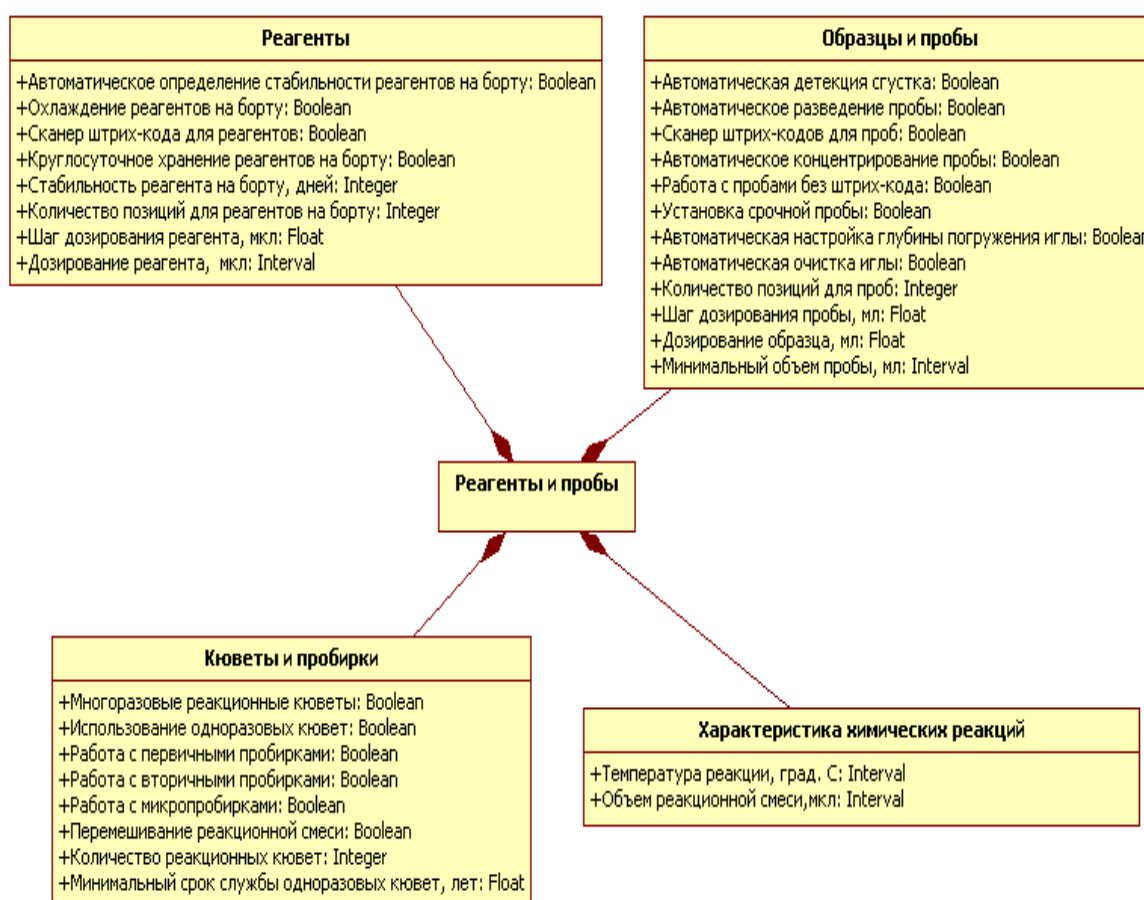 Реагенты
+Автоматическое определение стабильности реагентов на борту: Boolean
+Охлаждение реагентов на борту: Boolean
+Сканер штрих-кода для реагентов: Boolean
+Круглосуточное хранение реагентов на борту: Boolean
+Стабильность реагента на борту, дней: Integer
+Количество позиций для реагентов на борту: Integer
+Шаг дозирования реагента, мкл: Float
+Дозирование реагента, мкл: Interval
Образцы и пробы
+Автоматическая детекция сгустка: Boolean
+Автоматическое разведение пробы: Boolean
+Сканер штрих-кодов для проб: Boolean
+Автоматическое концентрирование пробы: Boolean
+Работа с пробами без штрих-кода: Boolean
+Установка срочной пробы: Boolean
+Автоматическая настройка глубины погружения иглы: Boolean
+Автоматическая очистка иглы: Boolean
+Количество позиций для проб: Integer
+Шаг дозирования пробы, мл: Float
+Дозирование образца, мл: Float
+Минимальный объем пробы, мл: Interval
Реагенты и пробы
Кюветы и пробирки
+Многоразовые реакционные кюветы: Boolean
+Использование одноразовых кювет: Boolean
+Работа с первичными пробирками: Boolean
+Работа с вторичными пробирками: Boolean
+Работа с микропробирками: Boolean
+Перемешивание реакционной смеси: Boolean
+Количество реакционных кювет: Integer
+Минимальный срок службы одноразовых кювет, лет: Float
Характеристика химических реакций
+Температура реакции, град. C: Interval
+Объем реакционной смеси,мкл: Interval